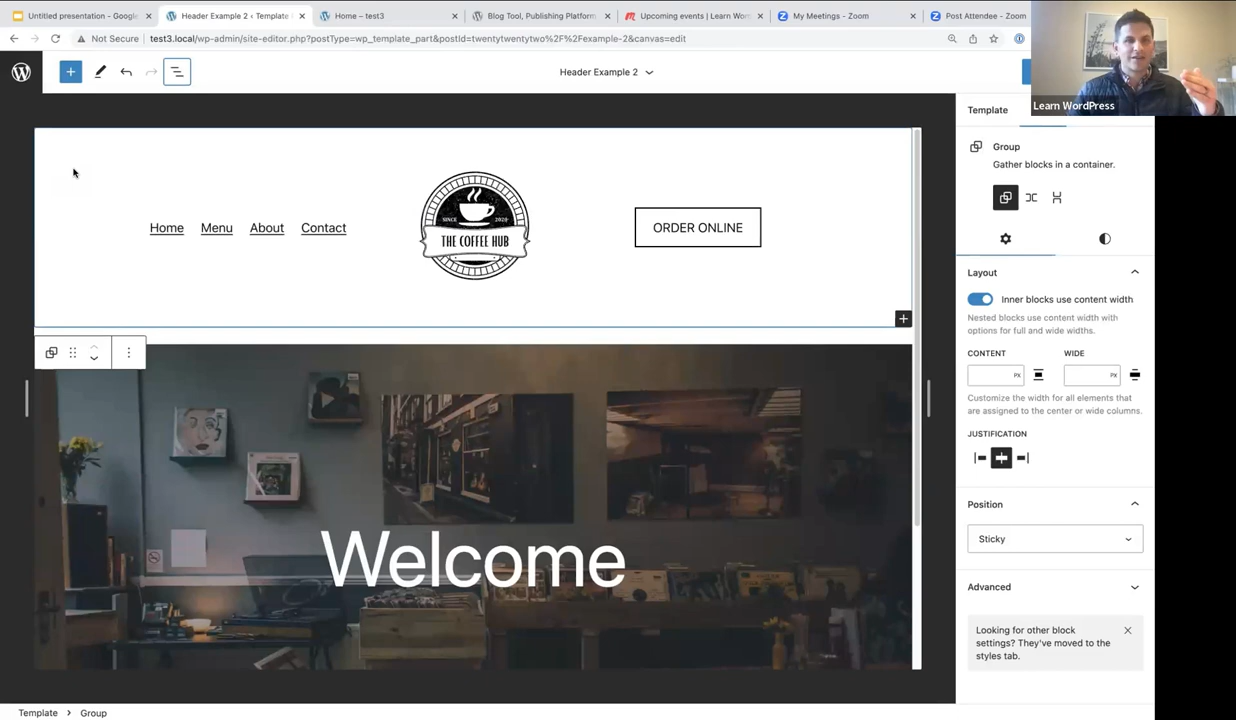 Untitled presentation - Google
Header Example 2 ‹ Template
Home – test3
Blog Tool, Publishing Platform
Upcoming events | Learn Wor
My Meetings - Zoom
Post Attendee - Zoom
Not Secure
test3.local/wp-admin/site-editor.php?postType=wp_template_part&postId=twentytwentytwo%2F%2Fexample-2&canvas=edit
Header Example 2
Learn WordPress
Template
Group
Gather blocks in a container.
Home Menu About Contact
SINCE 2020
THE COFFEE HUB
ORDER ONLINE
Layout
Inner blocks use content width
Nested blocks use content width with
options for full and wide widths.
CONTENT WIDE
PX PX
Customize the width for all elements that
are assigned to the center or wide columns.
JUSTIFICATION
Position
Sticky
Welcome
Advanced
Looking for other block
settings? They've moved to the
styles tab.
Template > Group